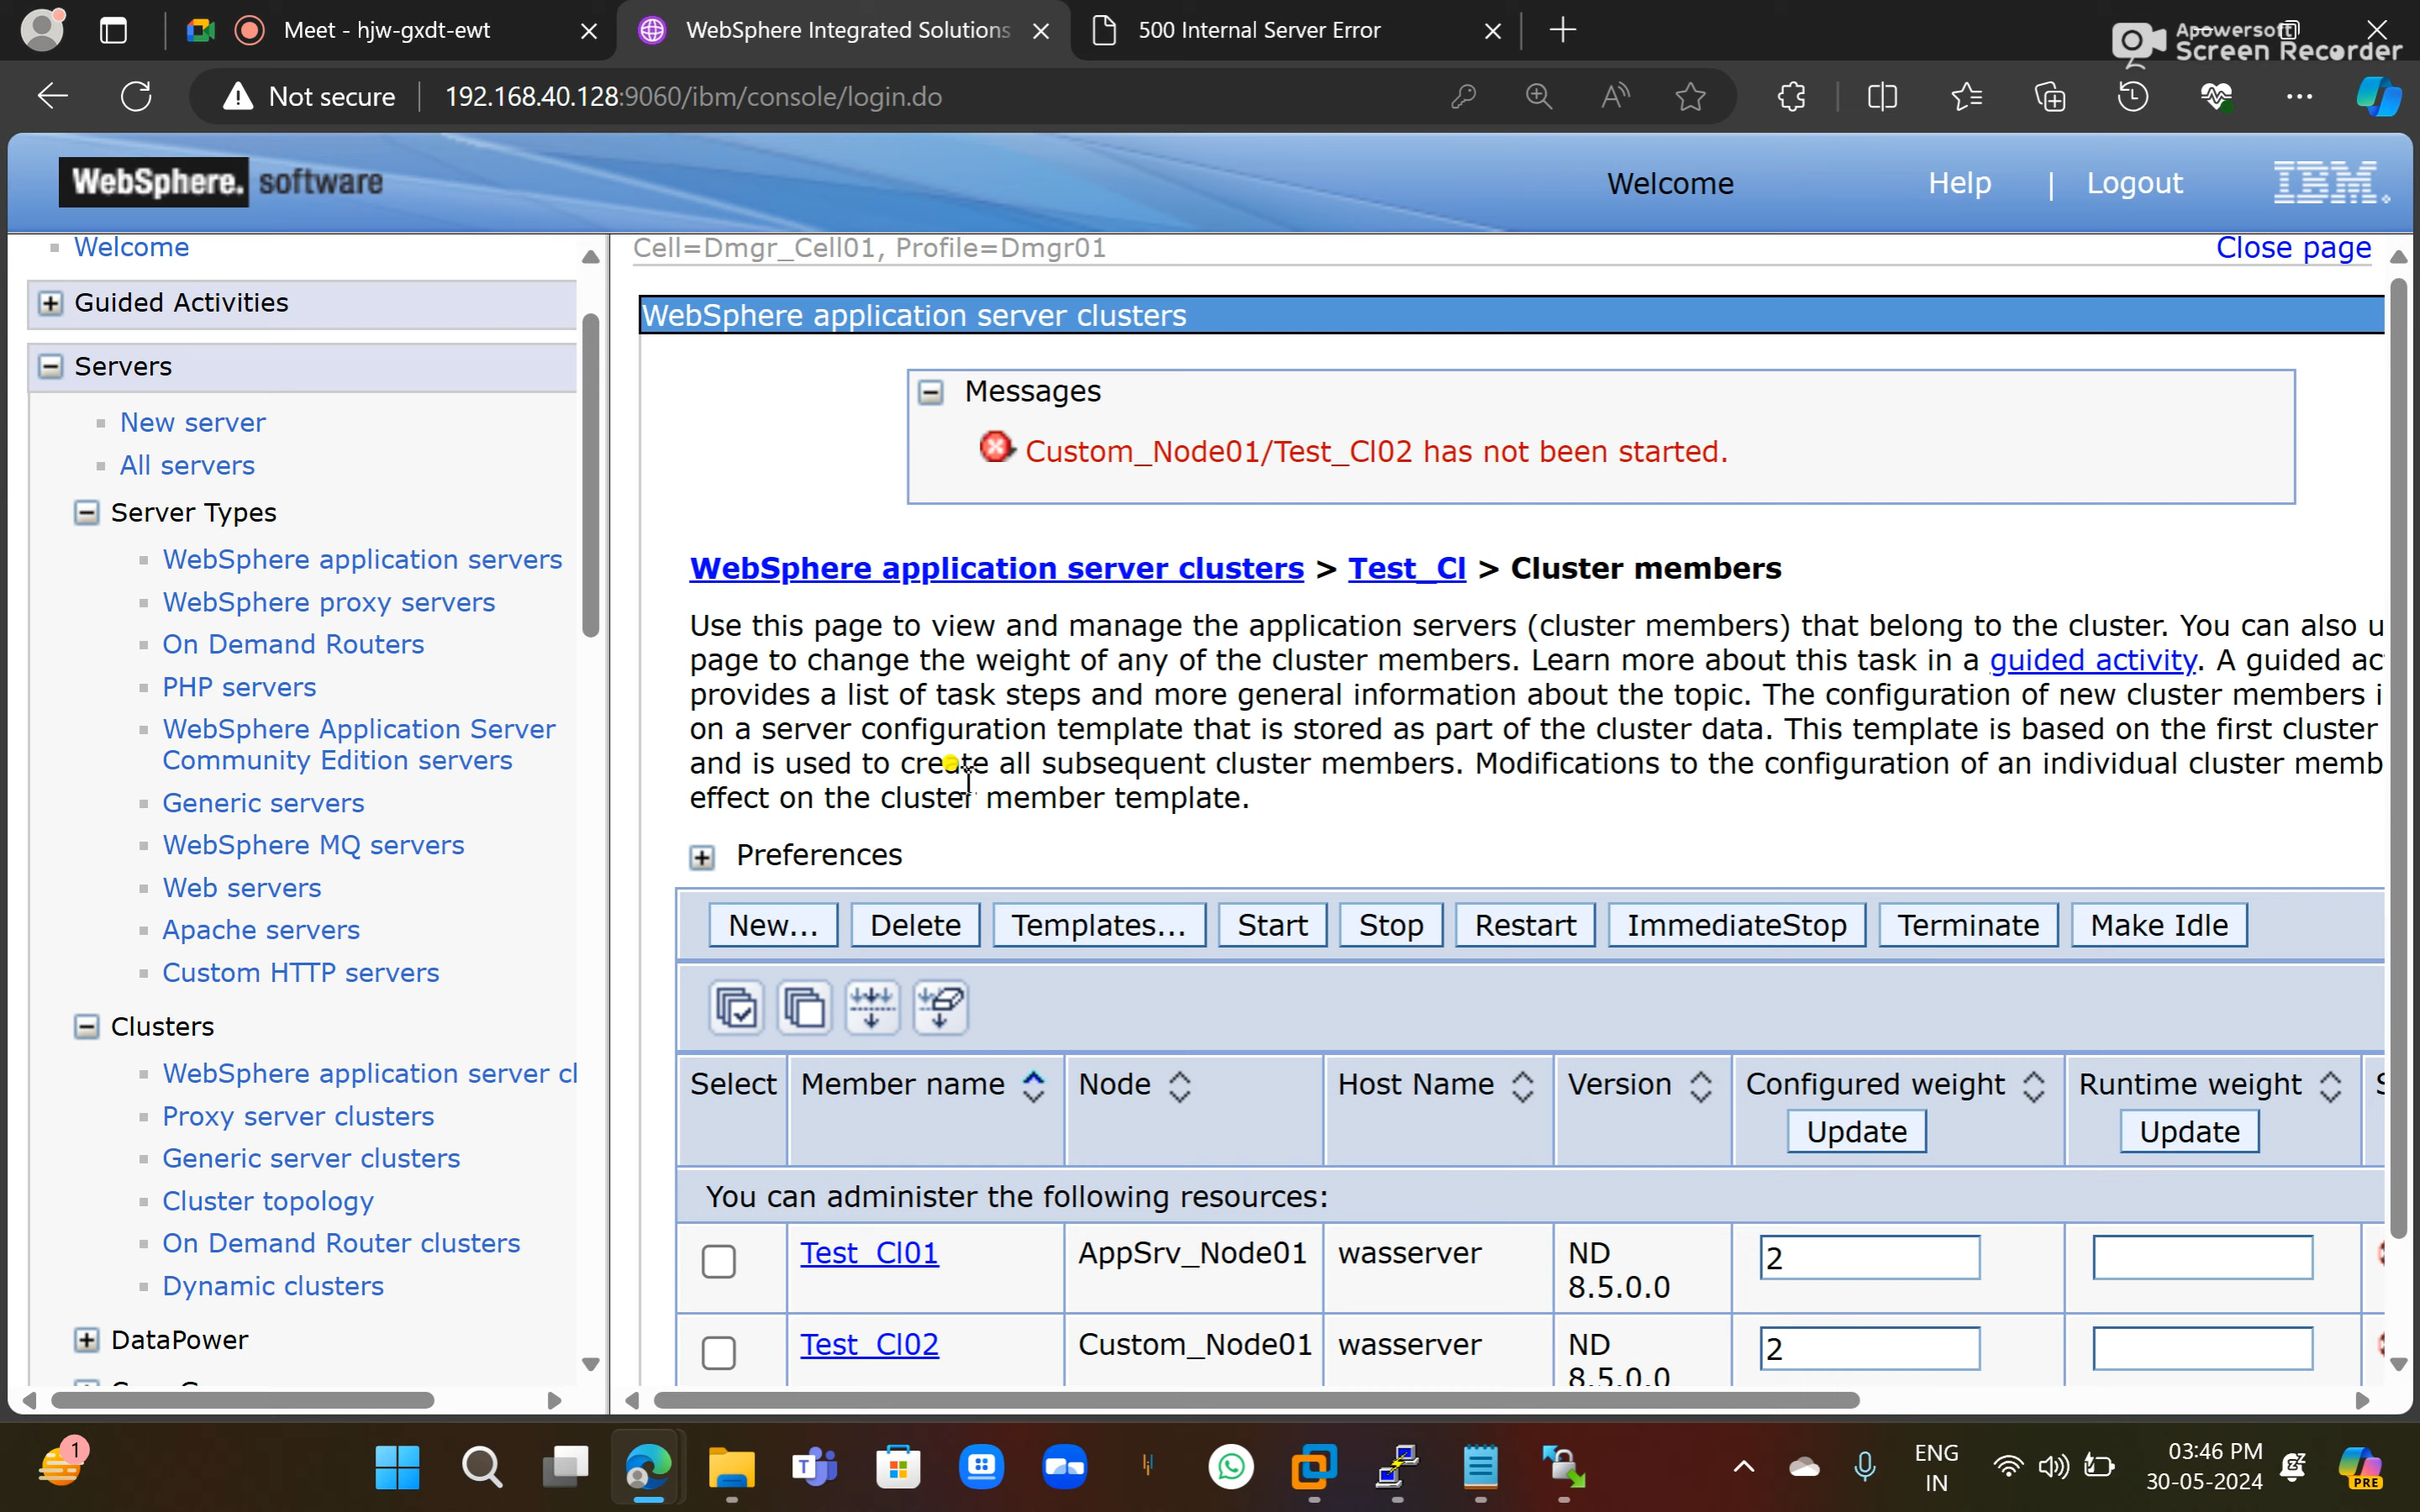 Meet - hjw-gxdt-ewt
WebSphere Integrated Solutions
500 Internal Server Error
Apowersoft
Screen Recorder
Not secure
192.168.40.128:9060/ibm/console/login.do
WebSphere. software
Welcome
Help | Logout
IBM.
Welcome
Guided Activities
Servers
New server
All servers
Server Types
WebSphere application servers
WebSphere proxy servers
On Demand Routers
PHP servers
WebSphere Application Server
Community Edition servers
Generic servers
WebSphere MQ servers
Web servers
Apache servers
Custom HTTP servers
Clusters
WebSphere application server cl
Proxy server clusters
Generic server clusters
Cluster topology
On Demand Router clusters
Dynamic clusters
DataPower
Cell=Dmgr_Cell01, Profile=Dmgr01
Close page
WebSphere application server clusters
Messages
Custom_Node01/Test_Cl02 has not been started.
WebSphere application server clusters > Test_Cl > Cluster members
Use this page to view and manage the application servers (cluster members) that belong to the cluster. You can also u
page to change the weight of any of the cluster members. Learn more about this task in a guided activity. A guided ac
provides a list of task steps and more general information about the topic. The configuration of new cluster members i
on a server configuration template that is stored as part of the cluster data. This template is based on the first cluster
and is used to create all subsequent cluster members. Modifications to the configuration of an individual cluster memb
effect on the cluster member template.
Preferences
New... Delete Templates... Start Stop Restart ImmediateStop Terminate Make Idle
Select Member name Node Host Name Version Configured weight Runtime weight
Update Update
You can administer the following resources:
Test_Cl01 AppSrv_Node01 wasserver ND 2
8.5.0.0
Test_Cl02 Custom_Node01 wasserver ND 2
8.5.0.0
1
ENG
IN
03:46 PM
30-05-2024
PRE